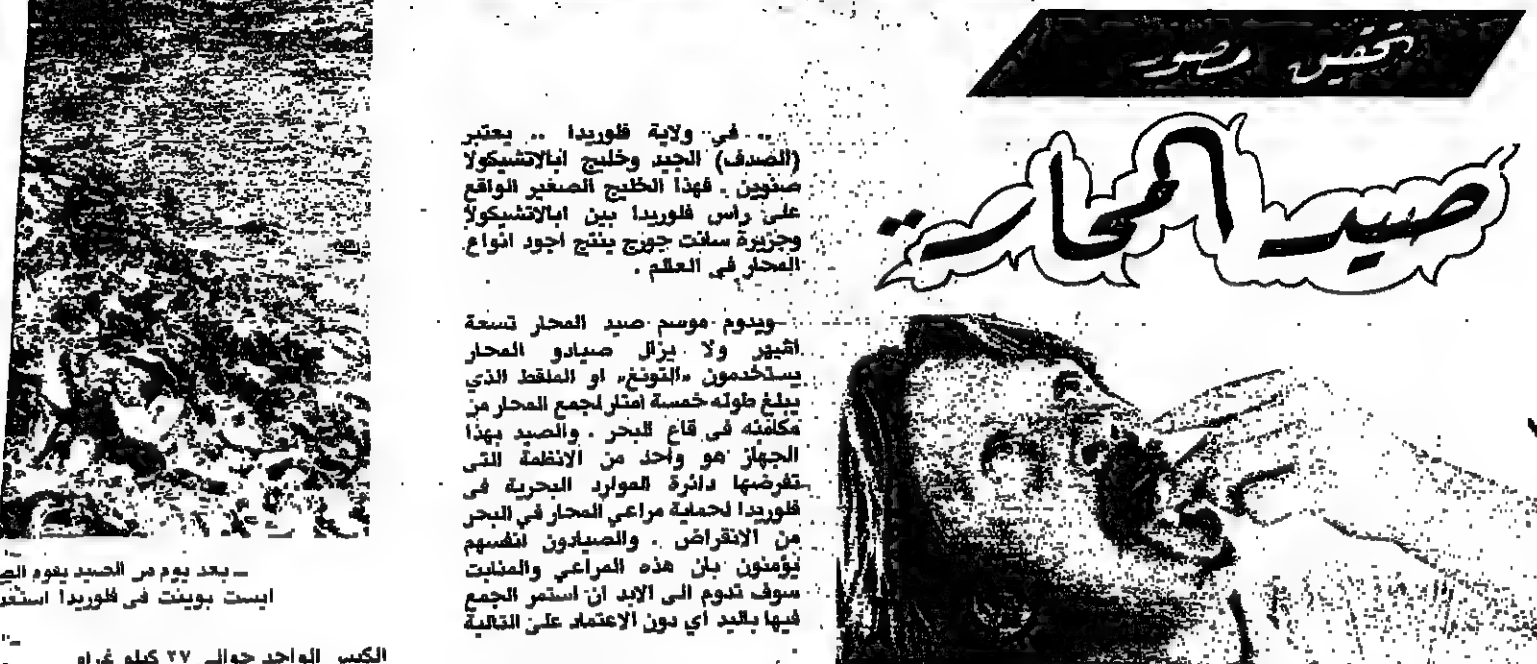 تحقيق مصور
صيد المحارة
.. في ولاية فلوريدا .. يعتبر
(الصدف) الجيد وخليج ابالاتشيكولا
صنوين . فهذا الخليج الصغير الواقع
على راس فلوريدا بين ابالاتشيكولا
وجزيرة سانت جورج ينتج اجود انواع
المحار في العالم .
ويدوم موسم صيد المحار تسعة
اشهر ولا يزال صيادو المحار
يستخدمون «التونغ» او الملقط الذي
يبلغ طوله خمسة امتار لجمع المحار من
مكامنه في قاع البحر . والصيد بهذا
الجهاز هو واحد من الانظمة التي
تفرضها دائرة الموارد البحرية في
فلوريدا لحماية مراعي المحار في البحر
من الانقراض . والصيادون انفسهم
يؤمنون بان هذه المراعي والمنابت
سوف تدوم الى الابد ان استمر الجمع
فيها باليد أي دون الاعتماد على التالية
ـ بعد يوم من الصيد يقوم
ايست بوينت في فلوريدا
الكيس الواحد حوالي ٢٧ كيلو غرام